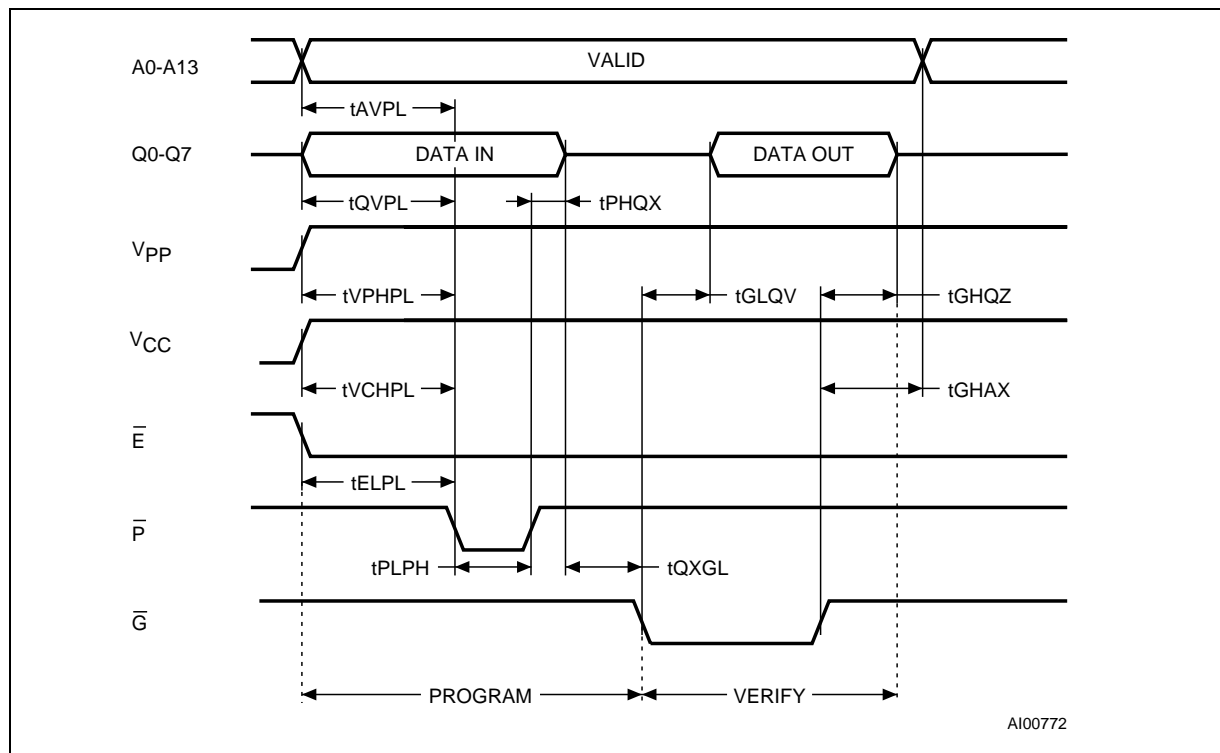 A0-A13
VALID
tAVPL
Q0-Q7
DATA IN
DATA OUT
tQVPL
tPHQX
VPP
tVPHPL
tGLQV
tGHQZ
VCC
tVCHPL
tGHAX
E̅
tELPL
P̅
tPLPH
tQXGL
G̅
PROGRAM
VERIFY
AI00772